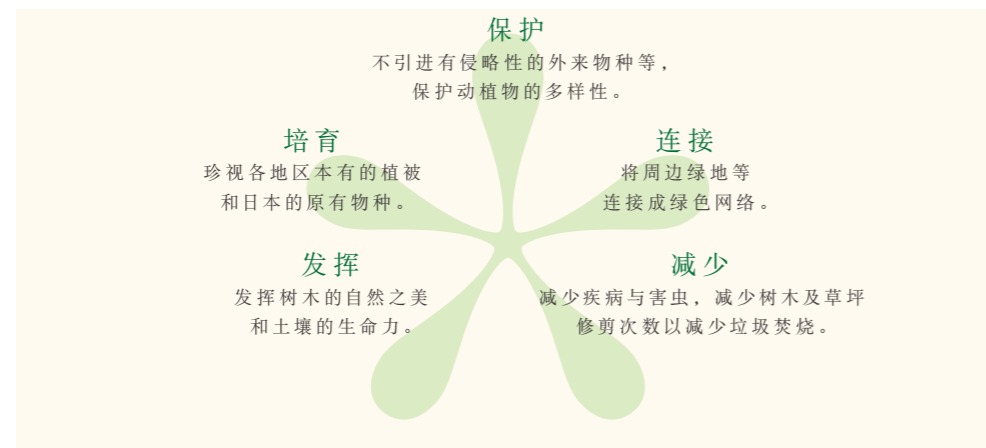 保护
不引进有侵略性的外来物种等，
保护动植物的多样性。
培育
珍视各地区本有的植被
和日本的原有物种。
连接
将周边绿地等
连接成绿色网络。
发挥
发挥树木的自然之美
和土壤的生命力。
减少
减少疾病与害虫，减少树木及草坪
修剪次数以减少垃圾焚烧。